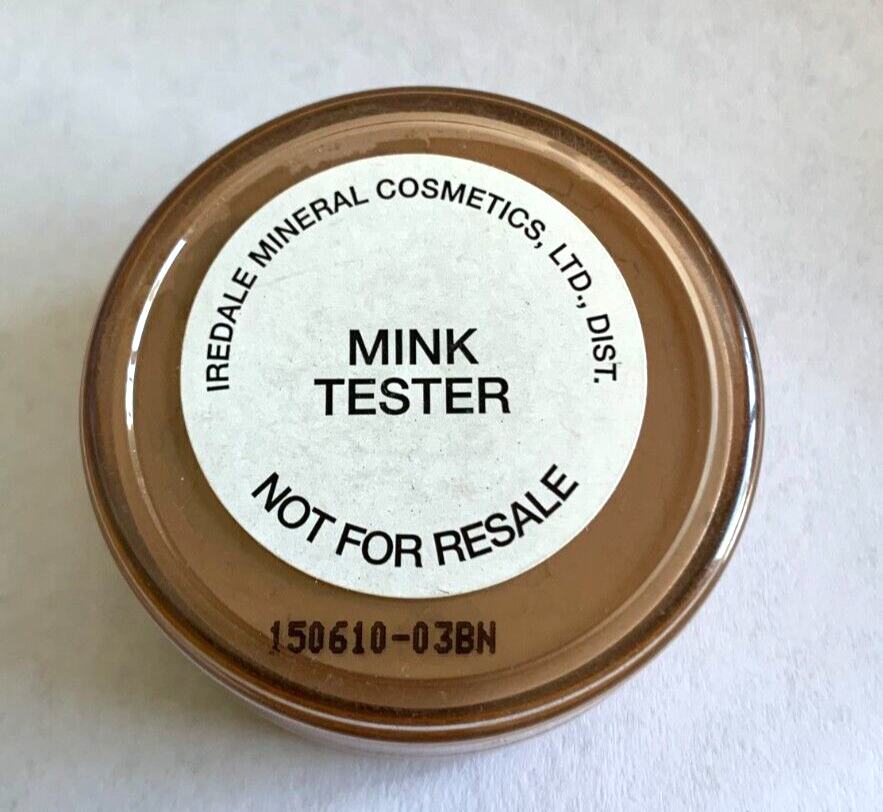 IREDALE MINERAL COSMETICS, LTD., DIST.
MINK
TESTER
NOT FOR RESALE
150610-03BN